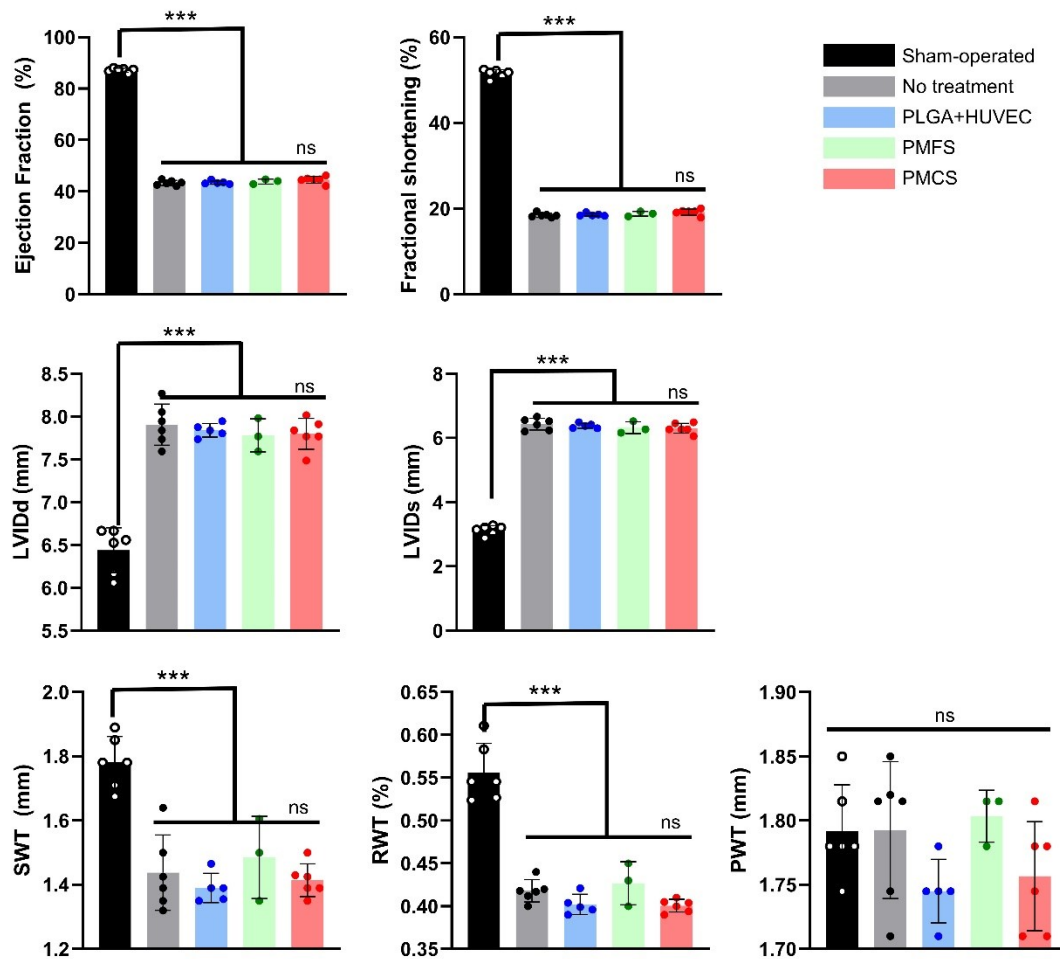 ***
***
100
80
60
40
20
0
Ejection Fraction (%)
ns
60
40
20
0
Fractional shortening (%)
ns
Sham-operated
No treatment
PLGA+HUVEC
PMFS
PMCS
***
8.5
8.0
7.5
7.0
6.5
6.0
5.5
LVIDd (mm)
ns
***
8
6
4
2
0
LVIDs (mm)
ns
***
2.0
1.8
1.6
1.4
1.2
SWT (mm)
ns
***
0.65
0.60
0.55
0.50
0.45
0.40
0.35
RWT (%)
ns
1.90
1.85
1.80
1.75
1.70
PWT (mm)
ns